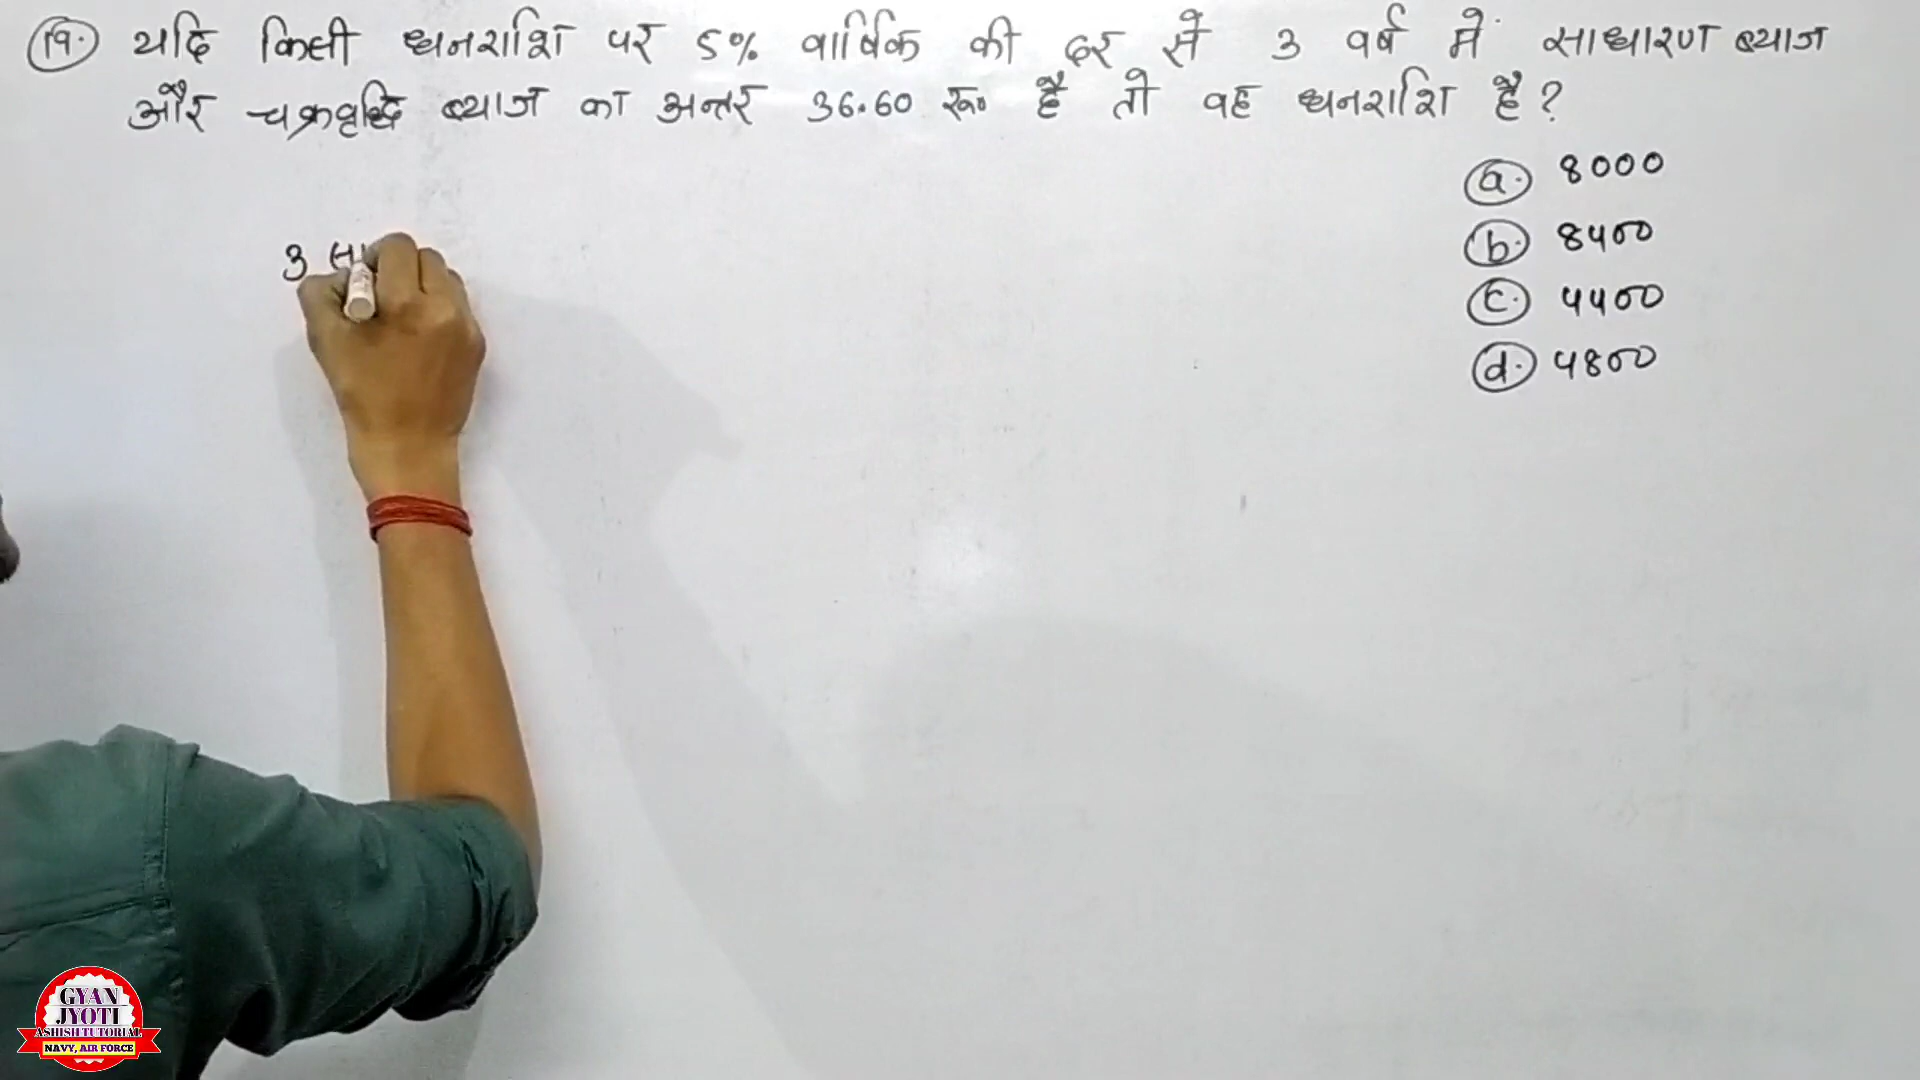 19. यदि किसी धनराशि पर 5% वार्षिक की दर से 3 वर्ष में साधारण ब्याज
और चक्रवृद्धि ब्याज का अन्तर 36.60 रू० है तो वह धनराशि है ?
a. 8000
b. 8400
c. 4400
d. 4800
3 सा
GYAN
JYOTI
ASHISH TUTORIAL
NAVY, AIR FORCE